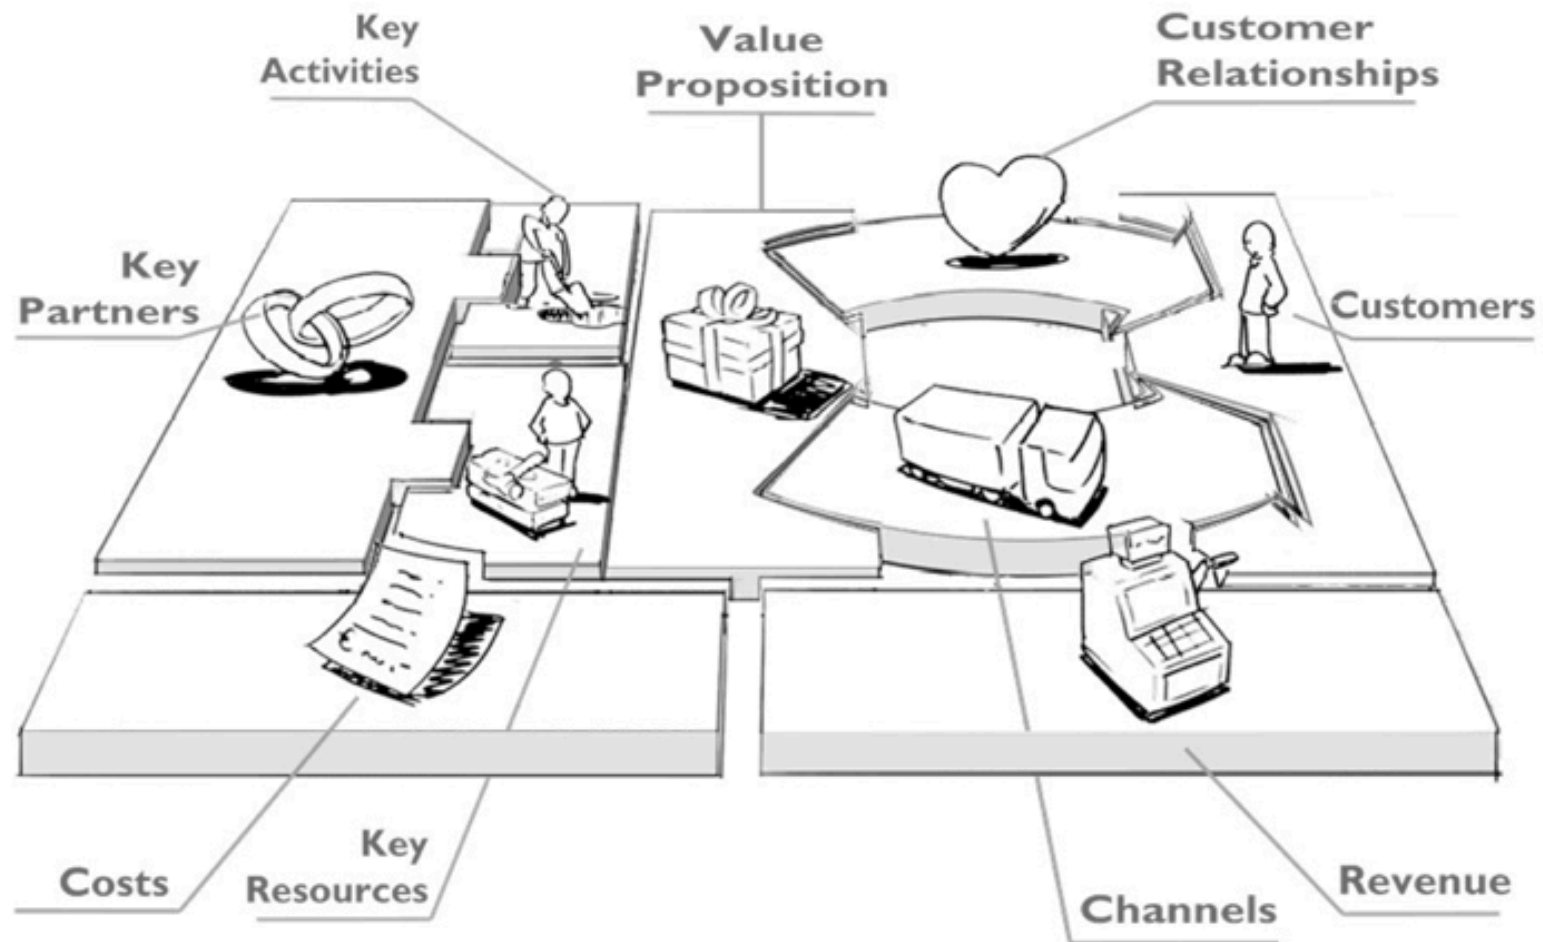 Key
Activities
Value
Proposition
Customer
Relationships
Key
Partners
Customers
Costs
Key
Resources
Channels
Revenue